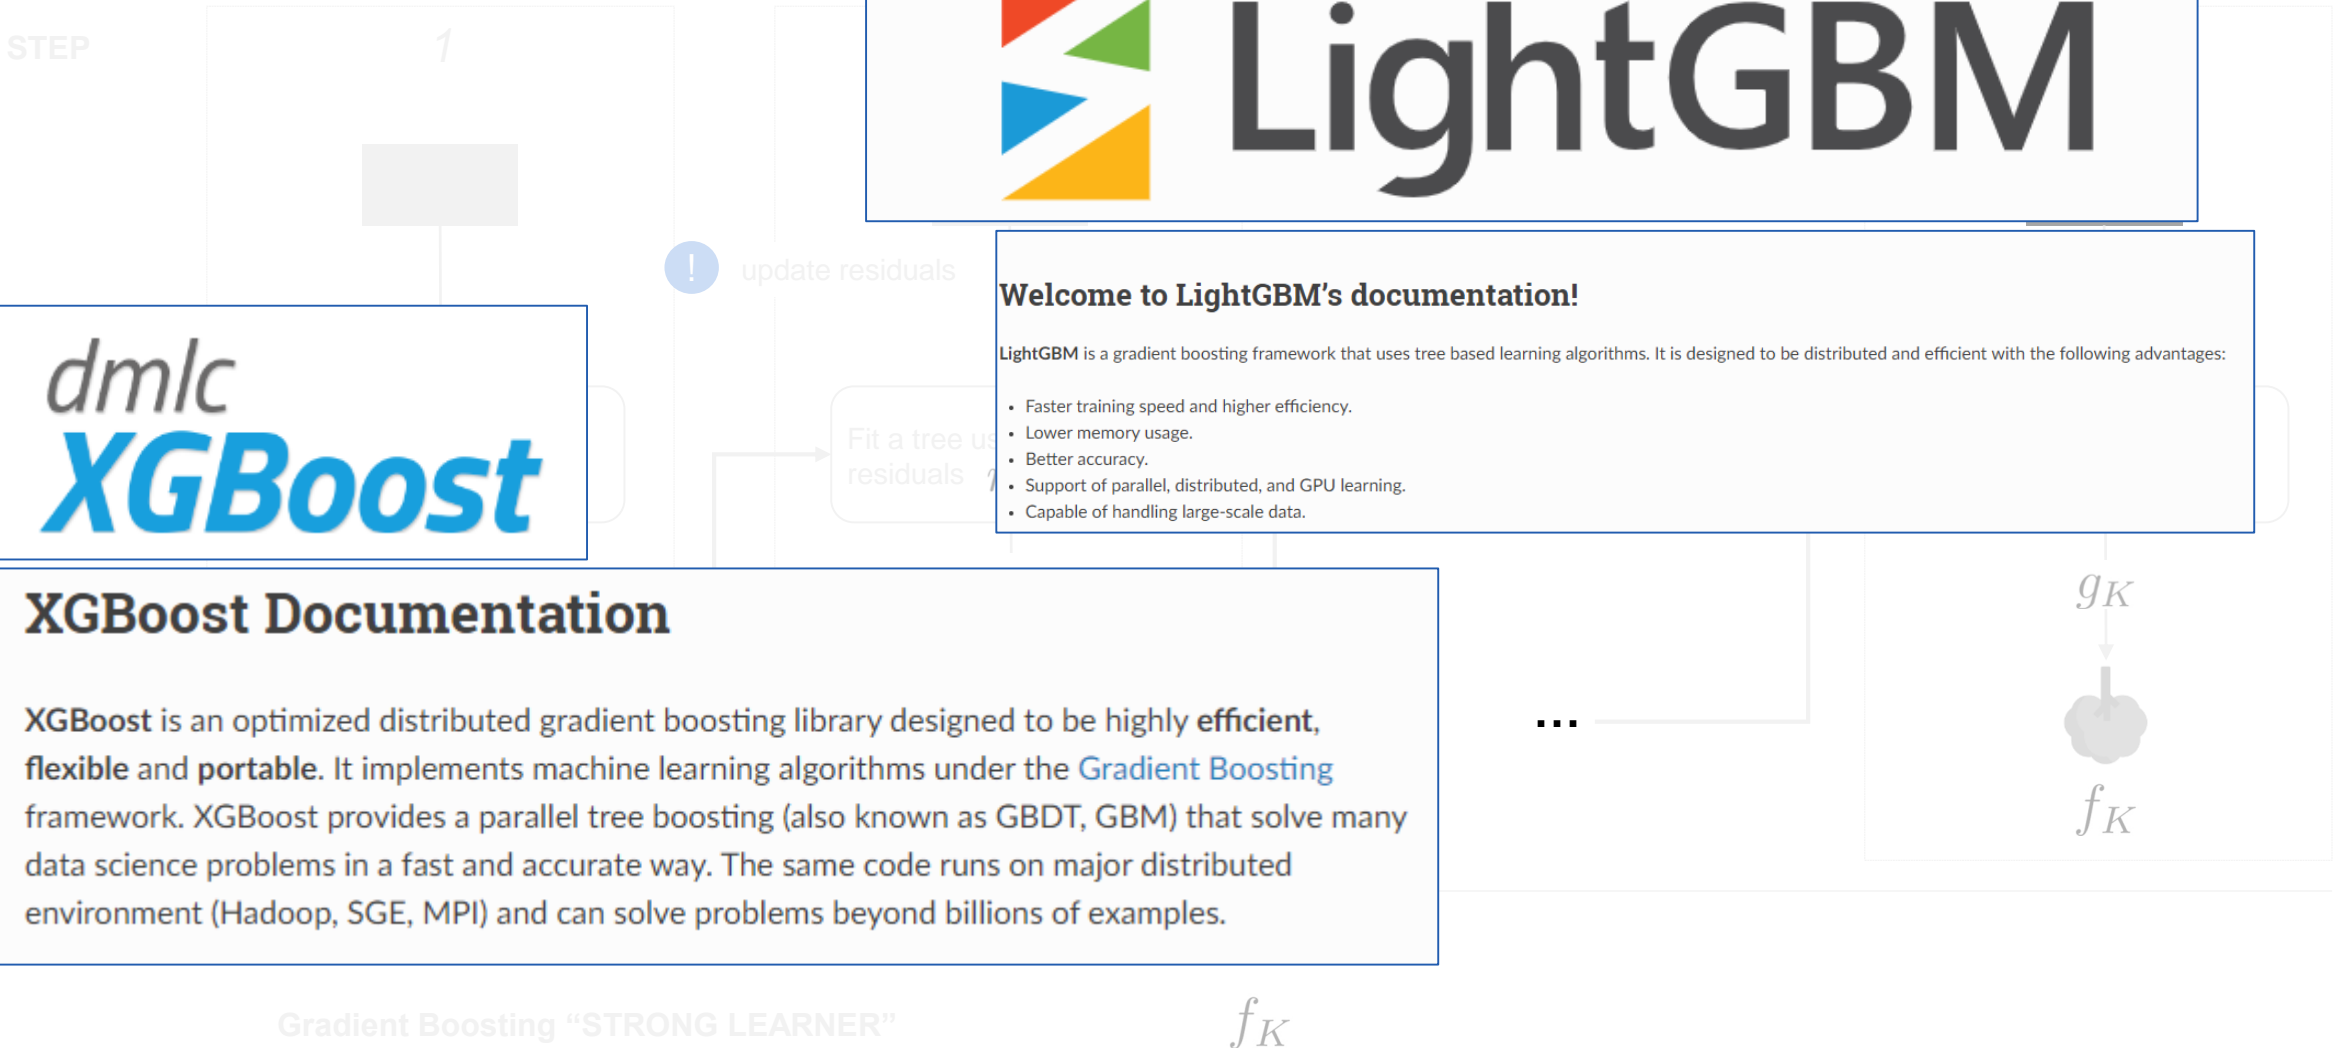 STEP
1
LightGBM
! update residuals
Welcome to LightGBM’s documentation!
LightGBM is a gradient boosting framework that uses tree based learning algorithms. It is designed to be distributed and efficient with the following advantages:
• Faster training speed and higher efficiency.
• Lower memory usage.
• Better accuracy.
• Support of parallel, distributed, and GPU learning.
• Capable of handling large-scale data.
dmlc
XGBoost
Fit a tree
residuals
XGBoost Documentation
XGBoost is an optimized distributed gradient boosting library designed to be highly efficient,
flexible and portable. It implements machine learning algorithms under the Gradient Boosting
framework. XGBoost provides a parallel tree boosting (also known as GBDT, GBM) that solve many
data science problems in a fast and accurate way. The same code runs on major distributed
environment (Hadoop, SGE, MPI) and can solve problems beyond billions of examples.
...
g_K
f_K
Gradient Boosting “STRONG LEARNER”
f_K